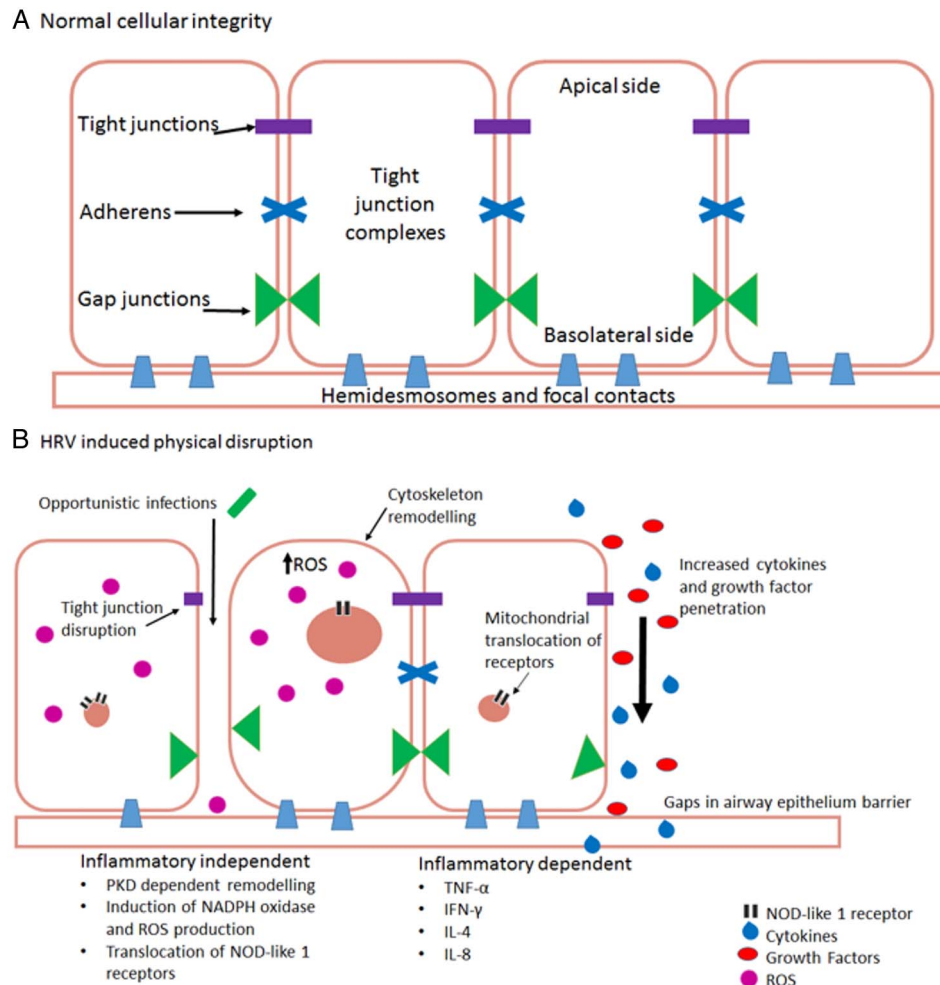 A Normal cellular integrity
Apical side
Tight junctions
Tight
junction
complexes
Adherens
Gap junctions
Basolateral side
Hemidesmosomes and focal contacts
B HRV induced physical disruption
Opportunistic infections
Cytoskeleton
remodelling
ROS
Increased cytokines
and growth factor
penetration
Tight junction
disruption
Mitochondrial
translocation of
receptors
Gaps in airway epithelium barrier
Inflammatory independent
• PKD dependent remodelling
• Induction of NADPH oxidase
and ROS production
• Translocation of NOD-like 1
receptors
Inflammatory dependent
• TNF-α
• IFN-γ
• IL-4
• IL-8
NOD-like 1 receptor
Cytokines
Growth Factors
ROS